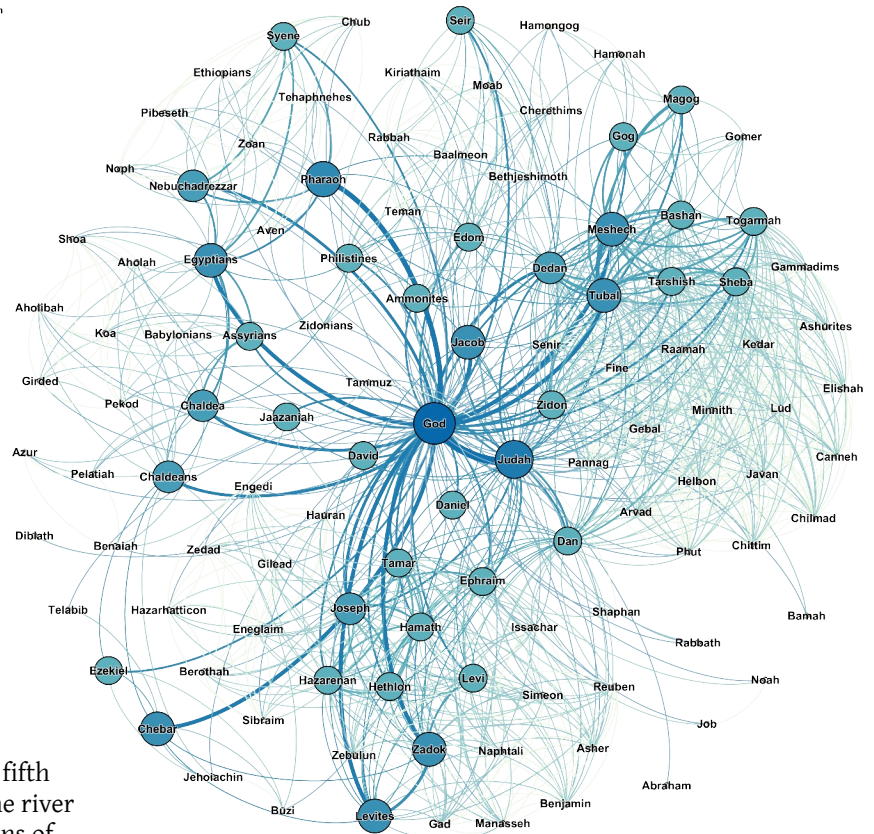 Chub
Seir
Hamongog
Syene
Hamonah
Ethiopians
Kiriathaim
Moab
Tehaphnehes
Magog
Pibeseth
Cherethims
Rabbah
Gog
Gomer
Zoan
Baalmeon
Noph
Nebuchadrezzar
Pharaoh
Bethjeshimoth
Teman
Bashan
Togarmah
Aven
Meshech
Shoa
Edom
Aholah
Egyptians
Philistines
Dedan
Gammadims
Tarshish
Sheba
Ammonites
Tubal
Aholibah
Zidonians
Ashurites
Koa
Babylonians
Assyrians
Jacob
Senir
Raamah
Kedar
Fine
Girded
Tammuz
Elishah
Pekod
Chaldea
Jaazaniah
Zidon
Minnith
Lud
God
Gebal
Azur
David
Judah
Pannag
Canneh
Pelatiah
Chaldeans
Helbon
Javan
Engedi
Daniel
Arvad
Chilmad
Hauran
Diblath
Benaiah
Zedad
Dan
Phut
Chittim
Gilead
Tamar
Ephraim
Telabib
Hazarhatticon
Joseph
Shaphan
Bamah
Eneglaim
Hamath
Issachar
Rabbath
Ezekiel
Berothah
Hazarenan
Hethlon
Levi
Simeon
Reuben
Noah
Sibraim
Chebar
Job
Zebulun
Zadok
Naphtali
Asher
fifth
Jehoiachin
Abraham
e river
Buzi
Levites
Gad
Manasseh
Benjamin
ns of